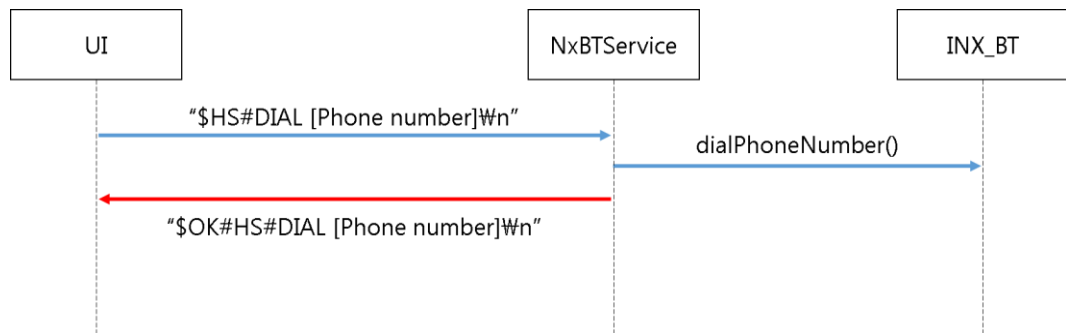 UI
NxBTService
INX_BT
“$HS#DIAL [Phone number]₩n”
dialPhoneNumber()
“$OK#HS#DIAL [Phone number]₩n”